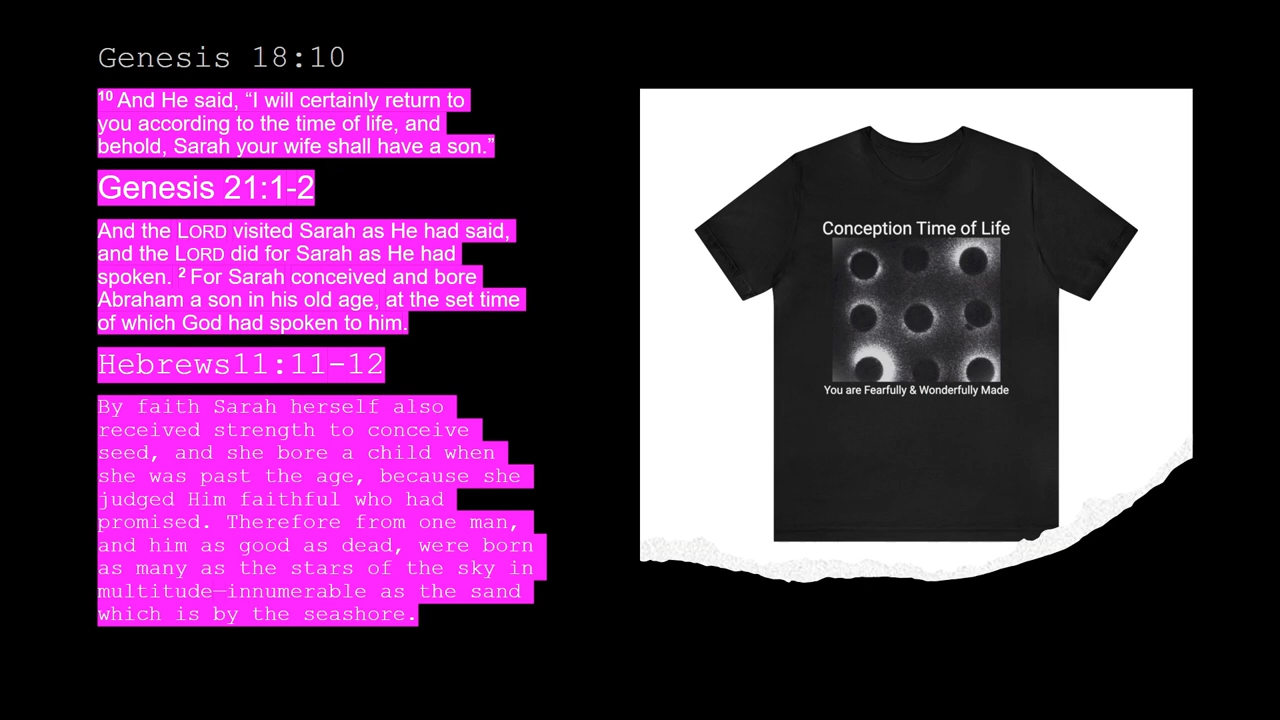 Genesis 18:10
10 And He said, “I will certainly return to
you according to the time of life, and
behold, Sarah your wife shall have a son.”
Genesis 21:1-2
And the LORD visited Sarah as He had said,
and the LORD did for Sarah as He had
spoken. 2 For Sarah conceived and bore
Abraham a son in his old age, at the set time
of which God had spoken to him.
Hebrews11:11-12
By faith Sarah herself also
received strength to conceive
seed, and she bore a child when
she was past the age, because she
judged Him faithful who had
promised. Therefore from one man,
and him as good as dead, were born
as many as the stars of the sky in
multitude—innumerable as the sand
which is by the seashore.
Conception Time of Life
You are Fearfully & Wonderfully Made